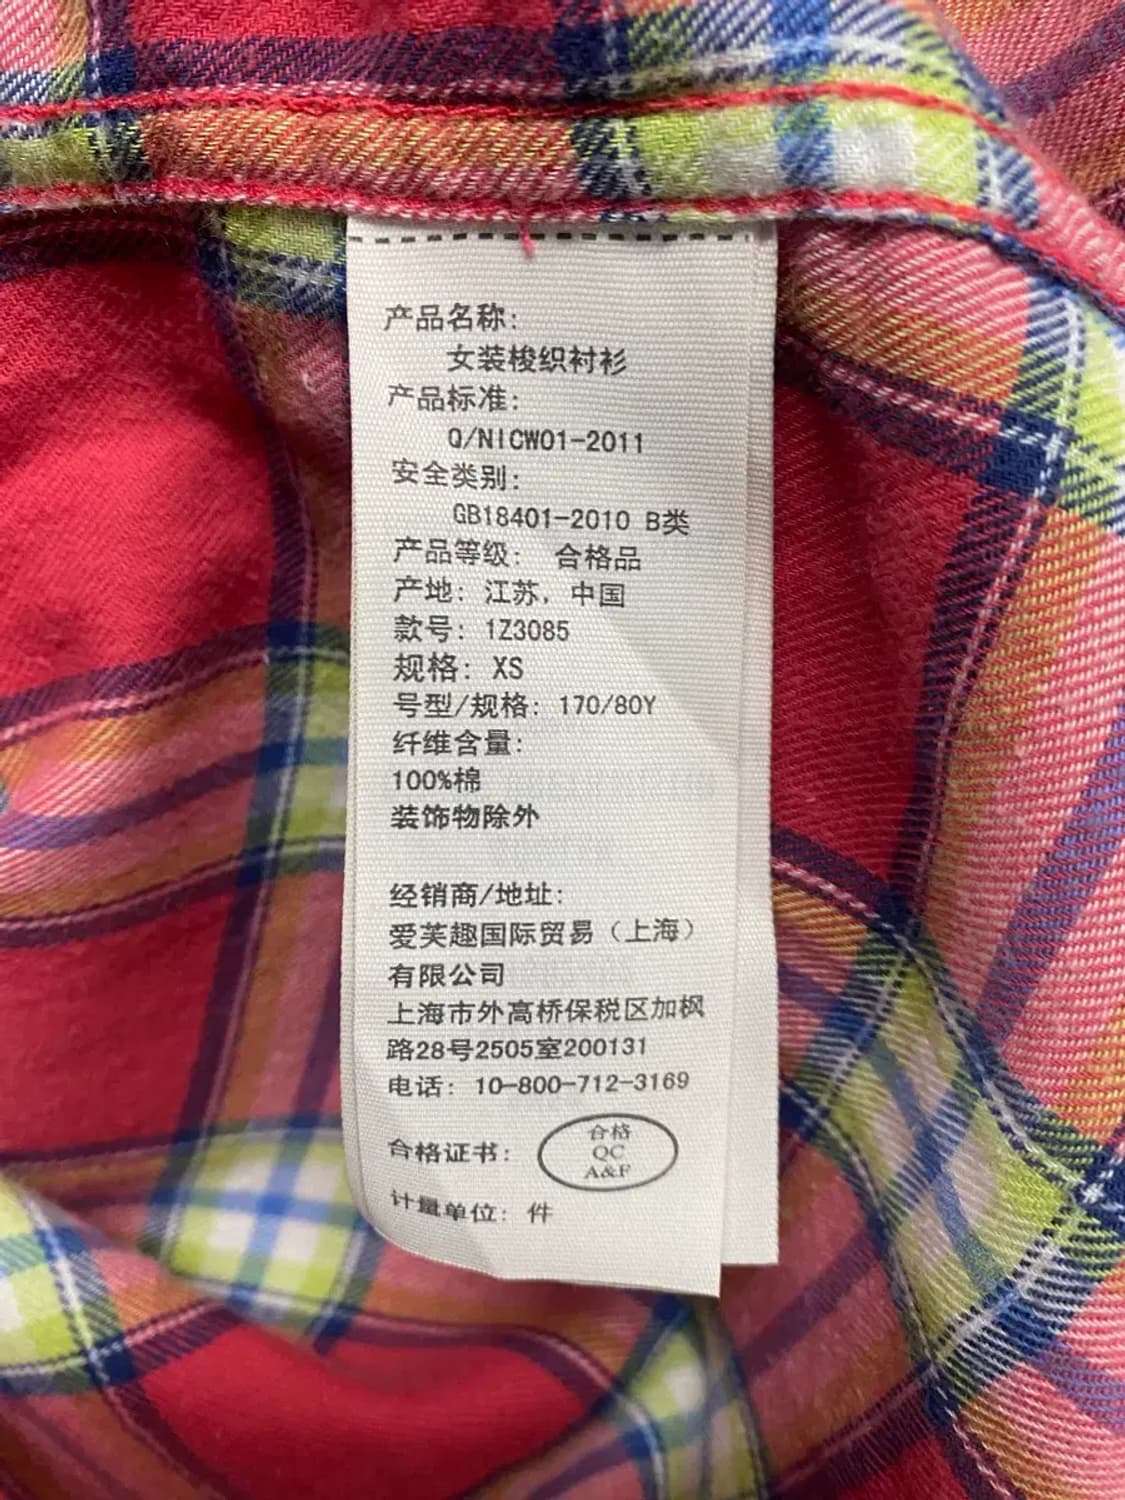 产品名称：
女装梭织衬衫
产品标准：
Q/NICW01-2011
安全类别：
GB18401-2010 B类
产品等级： 合格品
产地：江苏，中国
款号：1Z3085
规格：XS
号型/规格：170/80Y
纤维含量：
100%棉
装饰物除外
经销商/地址：
爱芙趣国际贸易（上海）
有限公司
上海市外高桥保税区加枫
路28号2505室200131
电话：10-800-712-3169
合格证书：
合格
QC
A&F
计量单位：件